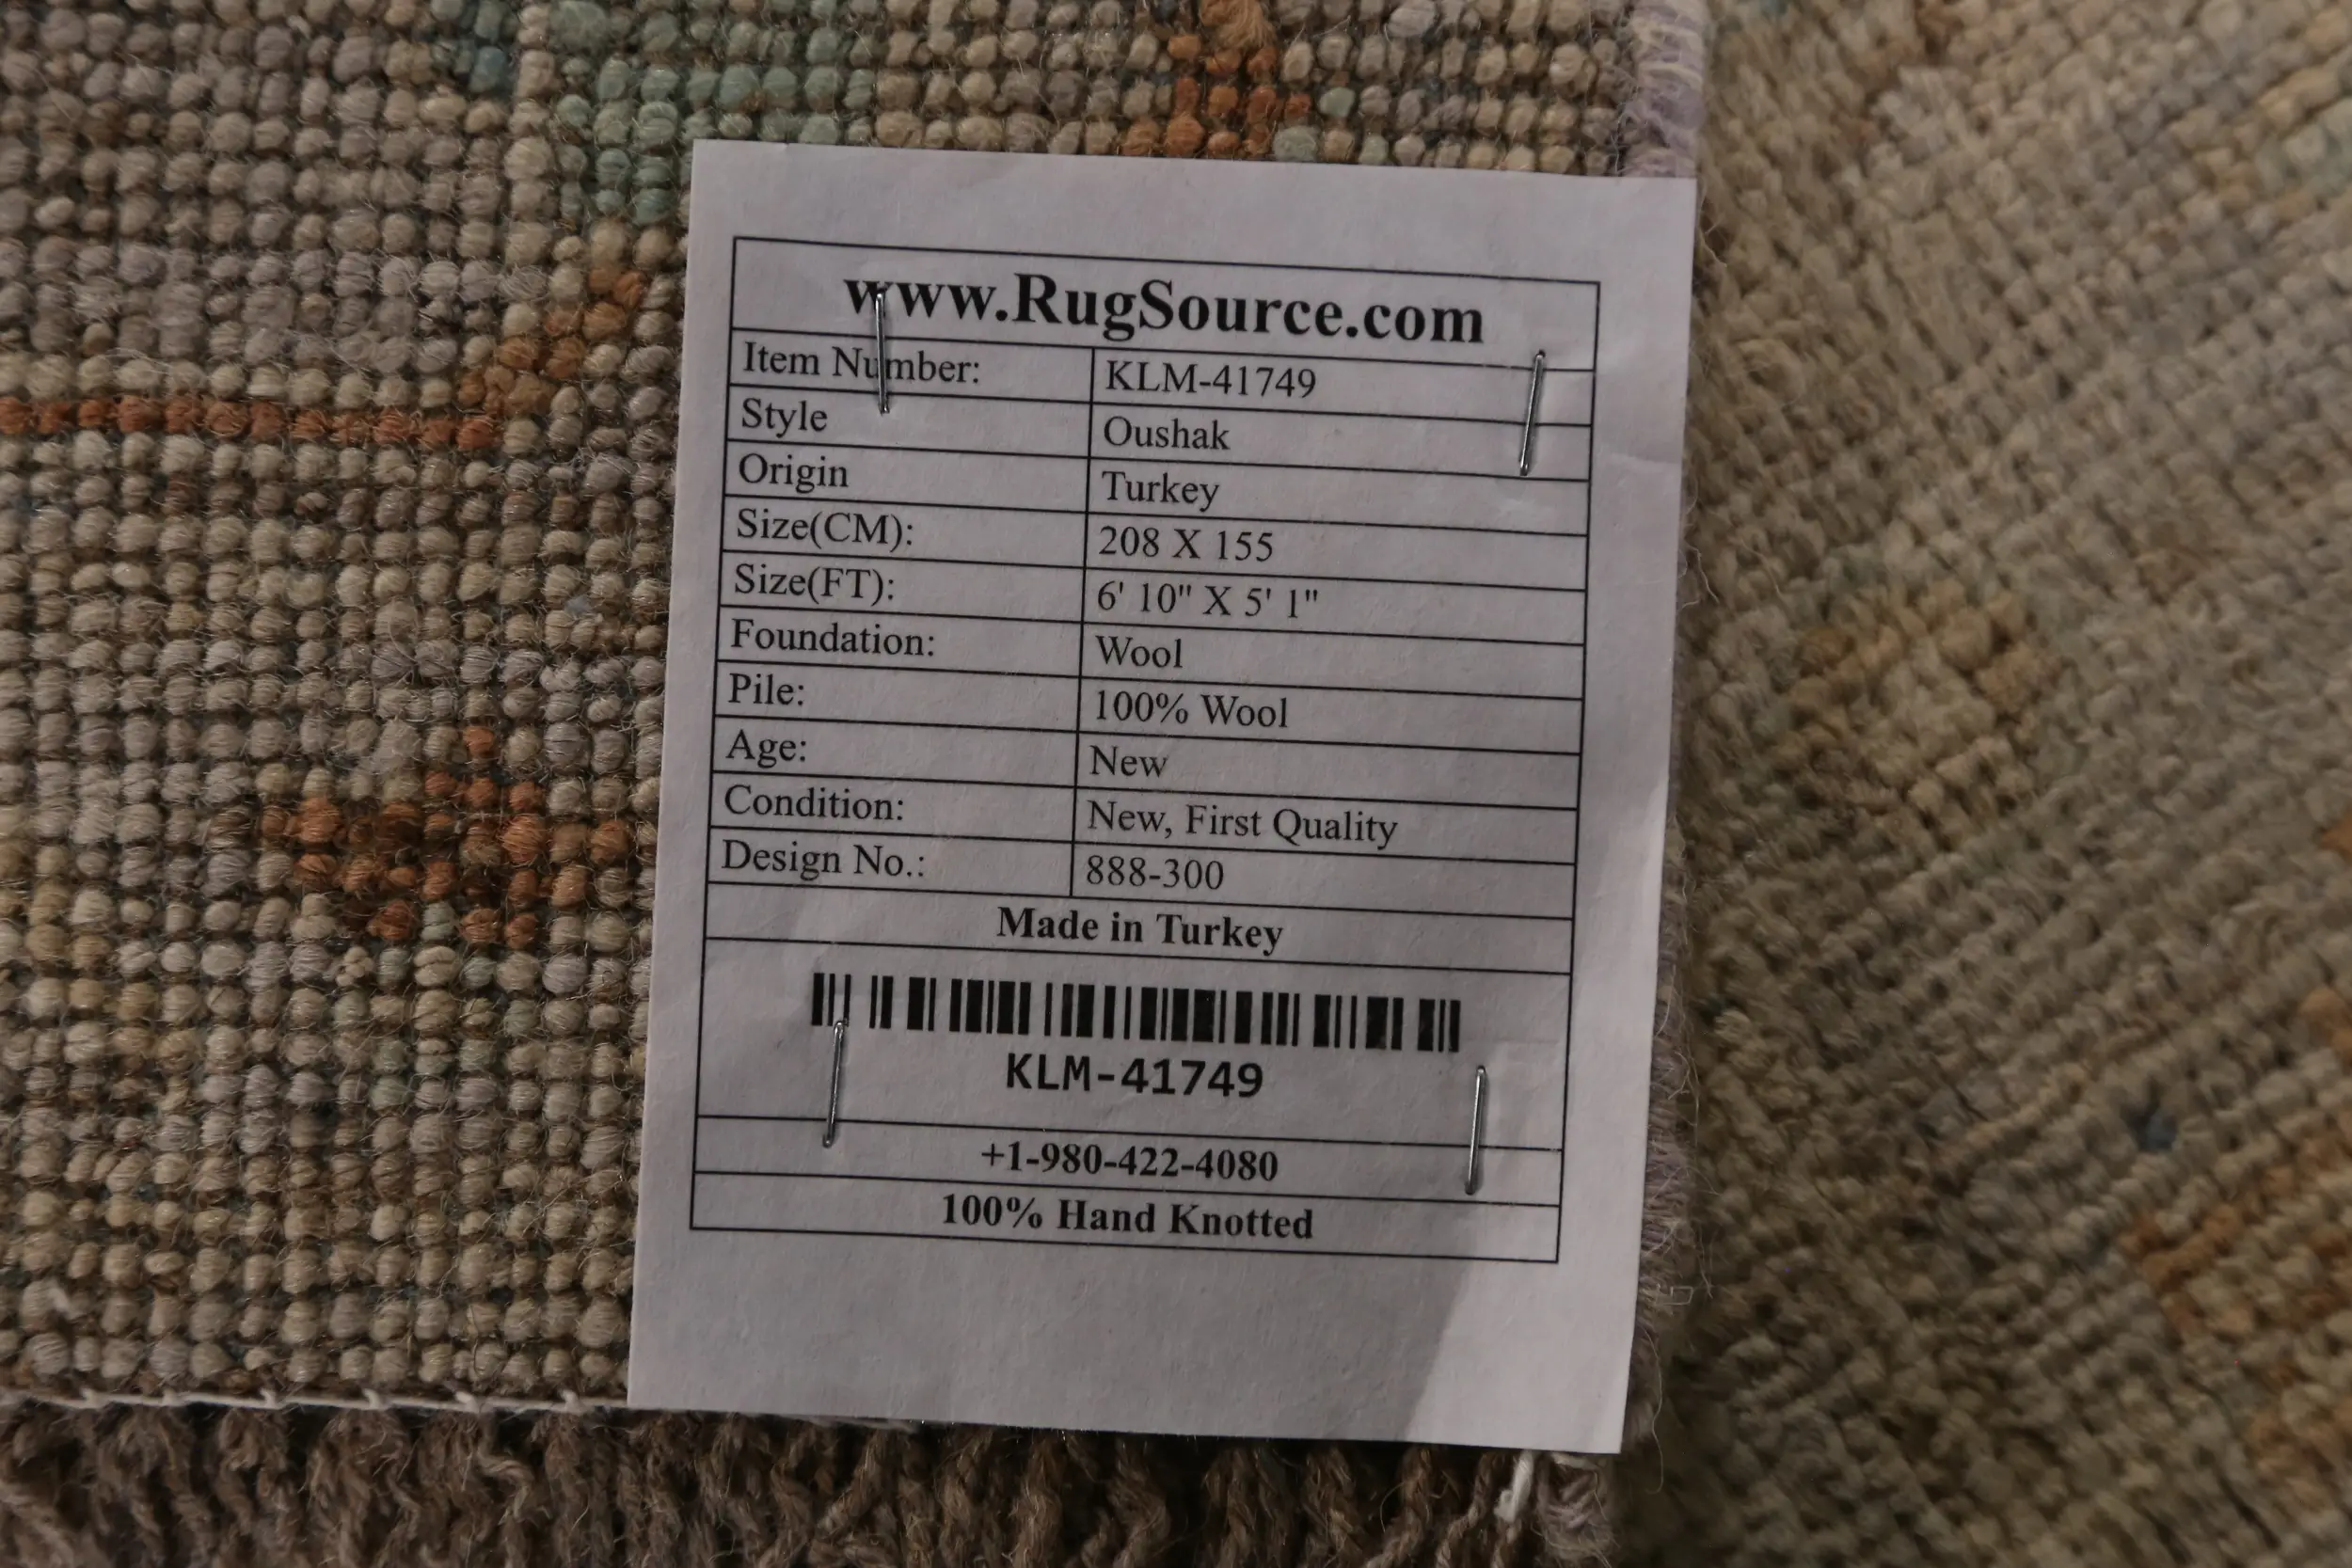 www.RugSource.com
Item Number: KLM-41749
Style Oushak
Origin Turkey
Size(CM): 208 X 155
Size(FT): 6' 10" X 5' 1"
Foundation: Wool
Pile: 100% Wool
Age: New
Condition: New, First Quality
Design No.: 888-300
Made in Turkey
KLM-41749
+1-980-422-4080
100% Hand Knotted